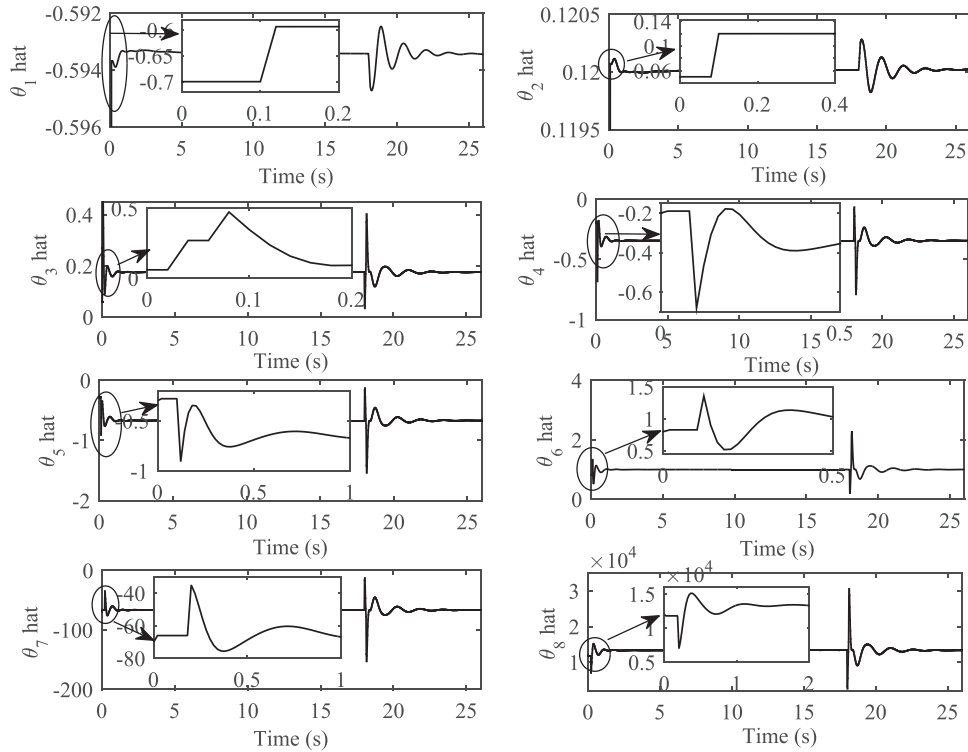 -0.592
-0.594
-0.596
θ1 hat
-0.6
-0.65
-0.7
0 0.1 0.2
0 5 10 15 20 25
Time (s)
0.1205
0.12
0.1195
θ2 hat
0.14
0.1
0.06
0 0.2 0.4
0 5 10 15 20 25
Time (s)
0.4
0.2
0
θ3 hat
0.5
0
0 0.1 0.2
0 5 10 15 20 25
Time (s)
0
-0.5
-1
θ4 hat
-0.2
-0.4
-0.6
0 0.5
0 5 10 15 20 25
Time (s)
0
-1
-2
θ5 hat
-0.5
-1
0 0.5 1
0 5 10 15 20 25
Time (s)
4
2
0
θ6 hat
1.5
1
0.5
0 0.5
0 5 10 15 20 25
Time (s)
0
-100
-200
θ7 hat
-40
-60
-80
0 1
0 5 10 15 20 25
Time (s)
×10^4
3
2
1
θ8 hat
×10^4
1.5
1
0.5
0 1 2
0 5 10 15 20 25
Time (s)